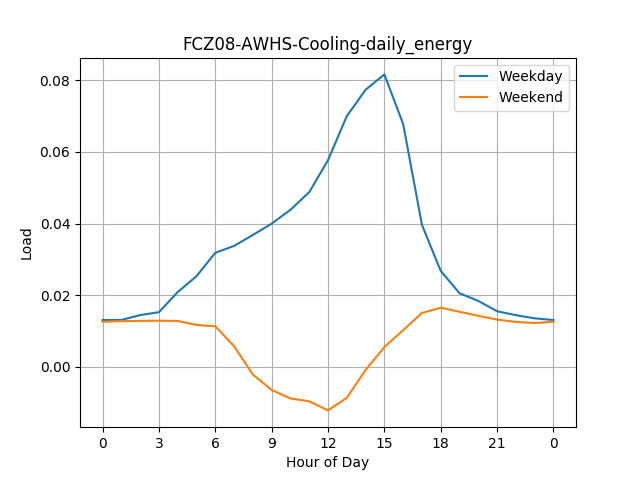 FCZ08-AWHS-Cooling-daily_energy
Weekday
Weekend
0.08
0.06
0.04
0.02
0.00
Load
0 3 6 9 12 15 18 21 0
Hour of Day